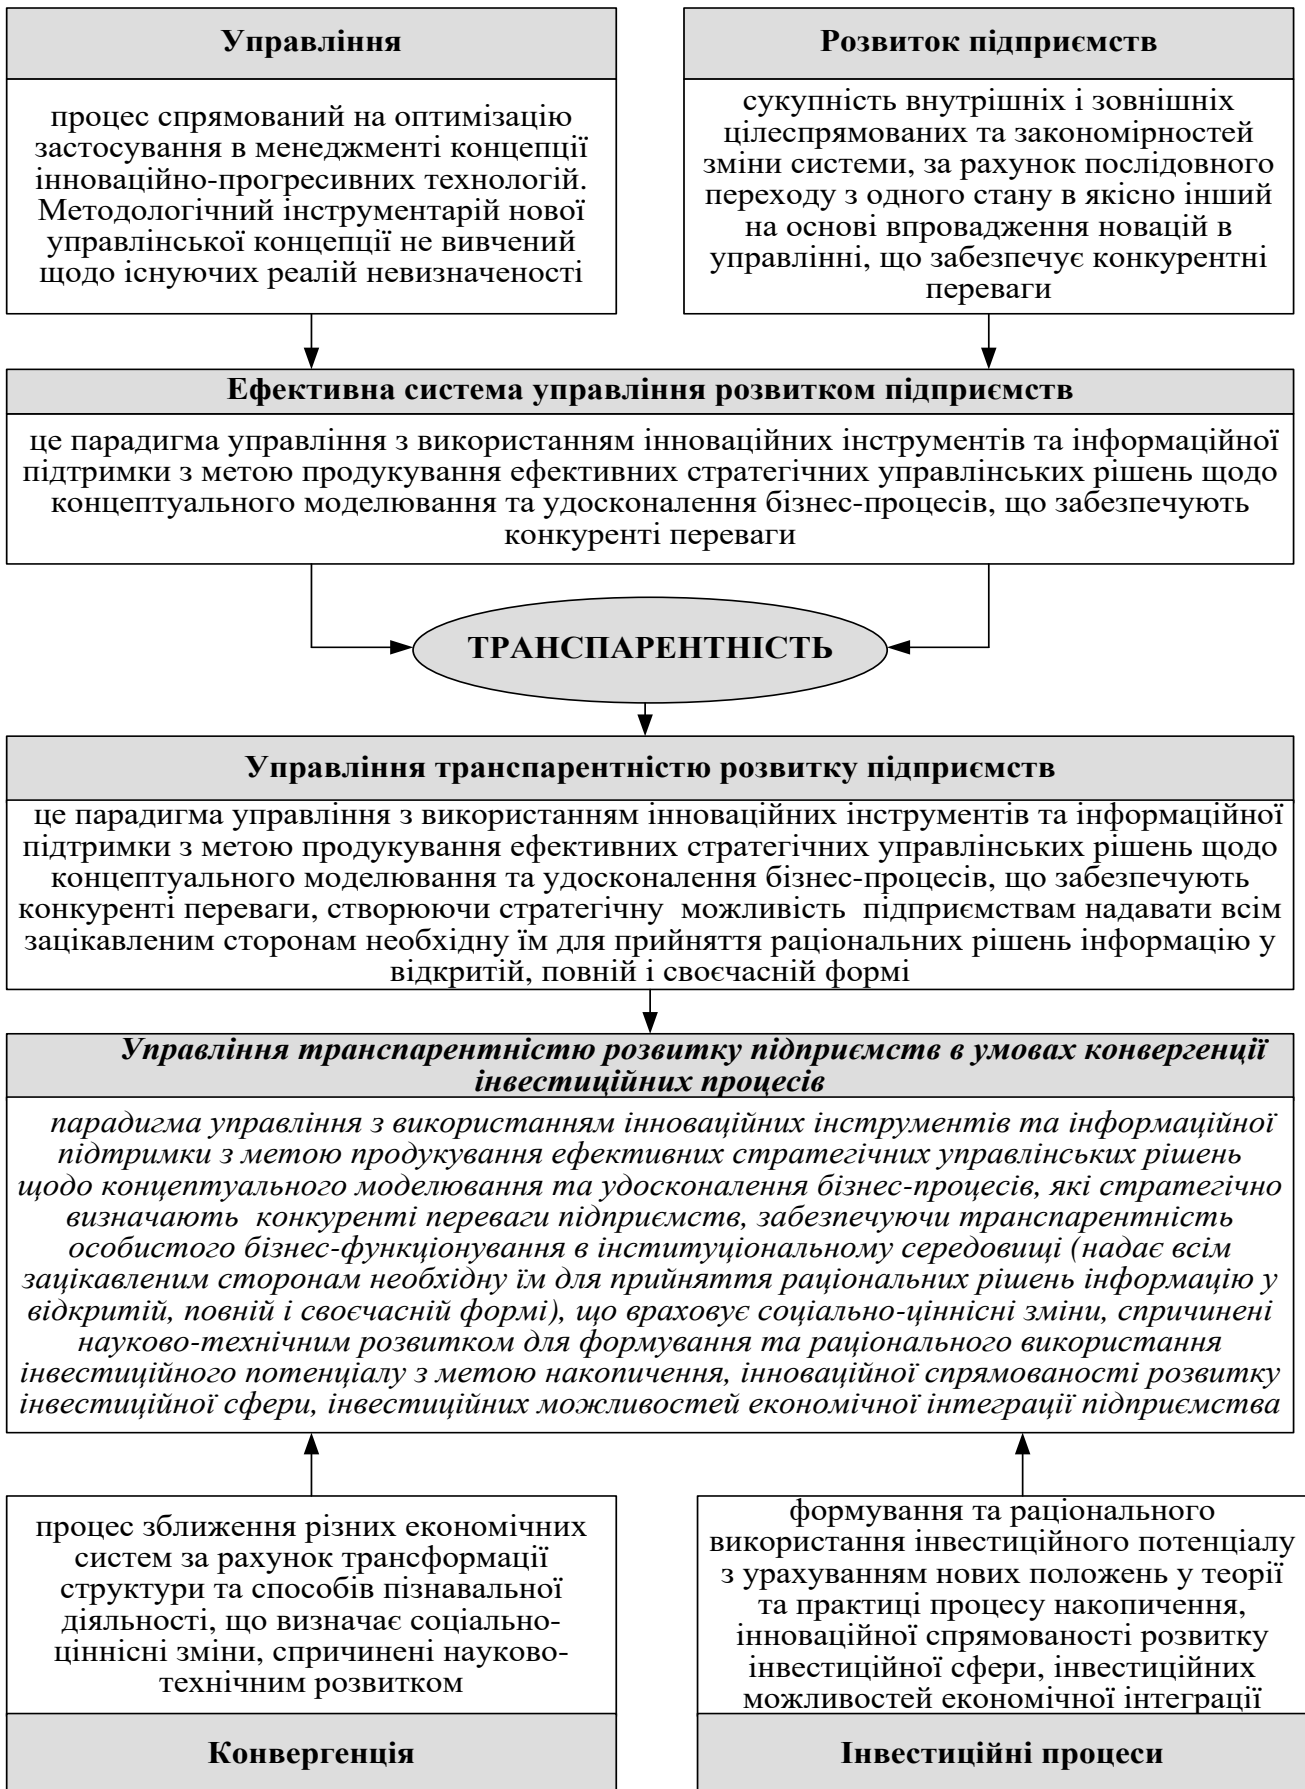 Управління
процес спрямований на оптимізацію
застосування в менеджменті концепції
інноваційно-прогресивних технологій.
Методологічний інструментарій нової
управлінської концепції не вивчений
щодо існуючих реалій невизначеності
Розвиток підприємств
сукупність внутрішніх і зовнішніх
цілеспрямованих та закономірностей
зміни системи, за рахунок послідовного
переходу з одного стану в якісно інший
на основі впровадження новацій в
управлінні, що забезпечує конкурентні
переваги
Ефективна система управління розвитком підприємств
це парадигма управління з використанням інноваційних інструментів та інформаційної
підтримки з метою продукування ефективних стратегічних управлінських рішень щодо
концептуального моделювання та удосконалення бізнес-процесів, що забезпечують
конкуренті переваги
ТРАНСПАРЕНТНІСТЬ
Управління транспарентністю розвитку підприємств
це парадигма управління з використанням інноваційних інструментів та інформаційної
підтримки з метою продукування ефективних стратегічних управлінських рішень щодо
концептуального моделювання та удосконалення бізнес-процесів, що забезпечують
конкуренті переваги, створюючи стратегічну можливість підприємствам надавати всім
зацікавленим сторонам необхідну їм для прийняття раціональних рішень інформацію у
відкритій, повній і своєчасній формі
Управління транспарентністю розвитку підприємств в умовах конвергенції
інвестиційних процесів
парадигма управління з використанням інноваційних інструментів та інформаційної
підтримки з метою продукування ефективних стратегічних управлінських рішень
щодо концептуального моделювання та удосконалення бізнес-процесів, які стратегічно
визначають конкуренті переваги підприємств, забезпечуючи транспарентність
особистого бізнес-функціонування в інституціональному середовищі (надає всім
зацікавленим сторонам необхідну їм для прийняття раціональних рішень інформацію у
відкритій, повній і своєчасній формі), що враховує соціально-ціннісні зміни, спричинені
науково-технічним розвитком для формування та раціонального використання
інвестиційного потенціалу з метою накопичення, інноваційної спрямованості розвитку
інвестиційної сфери, інвестиційних можливостей економічної інтеграції підприємства
процес зближення різних економічних
систем за рахунок трансформації
структури та способів пізнавальної
діяльності, що визначає соціально-
ціннісні зміни, спричинені науково-
технічним розвитком
Конвергенція
формування та раціонального
використання інвестиційного потенціалу
з урахуванням нових положень у теорії
та практиці процесу накопичення,
інноваційної спрямованості розвитку
інвестиційної сфери, інвестиційних
можливостей економічної інтеграції
Інвестиційні процеси